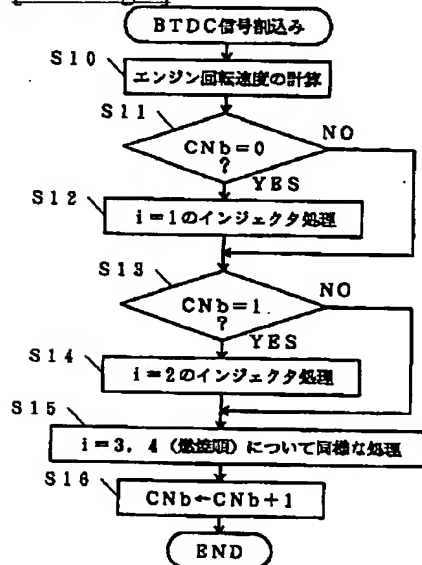 BTDC信号割込み
S10
エンジン回転速度の計算
S11
CNb=0
?
NO
YES
S12
i=1のインジェクタ処理
S13
CNb=1
?
NO
YES
S14
i=2のインジェクタ処理
S15
i=3，4（燃焼順）について同様な処理
S16
CNb←CNb+1
END